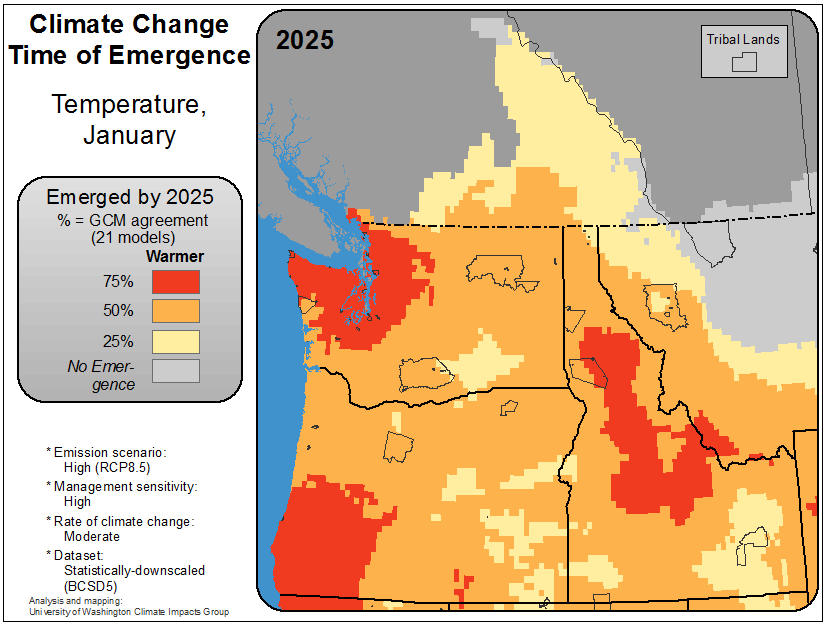 Climate Change
Time of Emergence
Temperature,
January
Emerged by 2025
% = GCM agreement
(21 models)
Warmer
75%
50%
25%
No Emer-
gence
* Emission scenario:
High (RCP8.5)
* Management sensitivity:
High
* Rate of climate change:
Moderate
* Dataset:
Statistically-downscaled
(BCSD5)
Analysis and mapping:
University of Washington Climate Impacts Group
2025
Tribal Lands